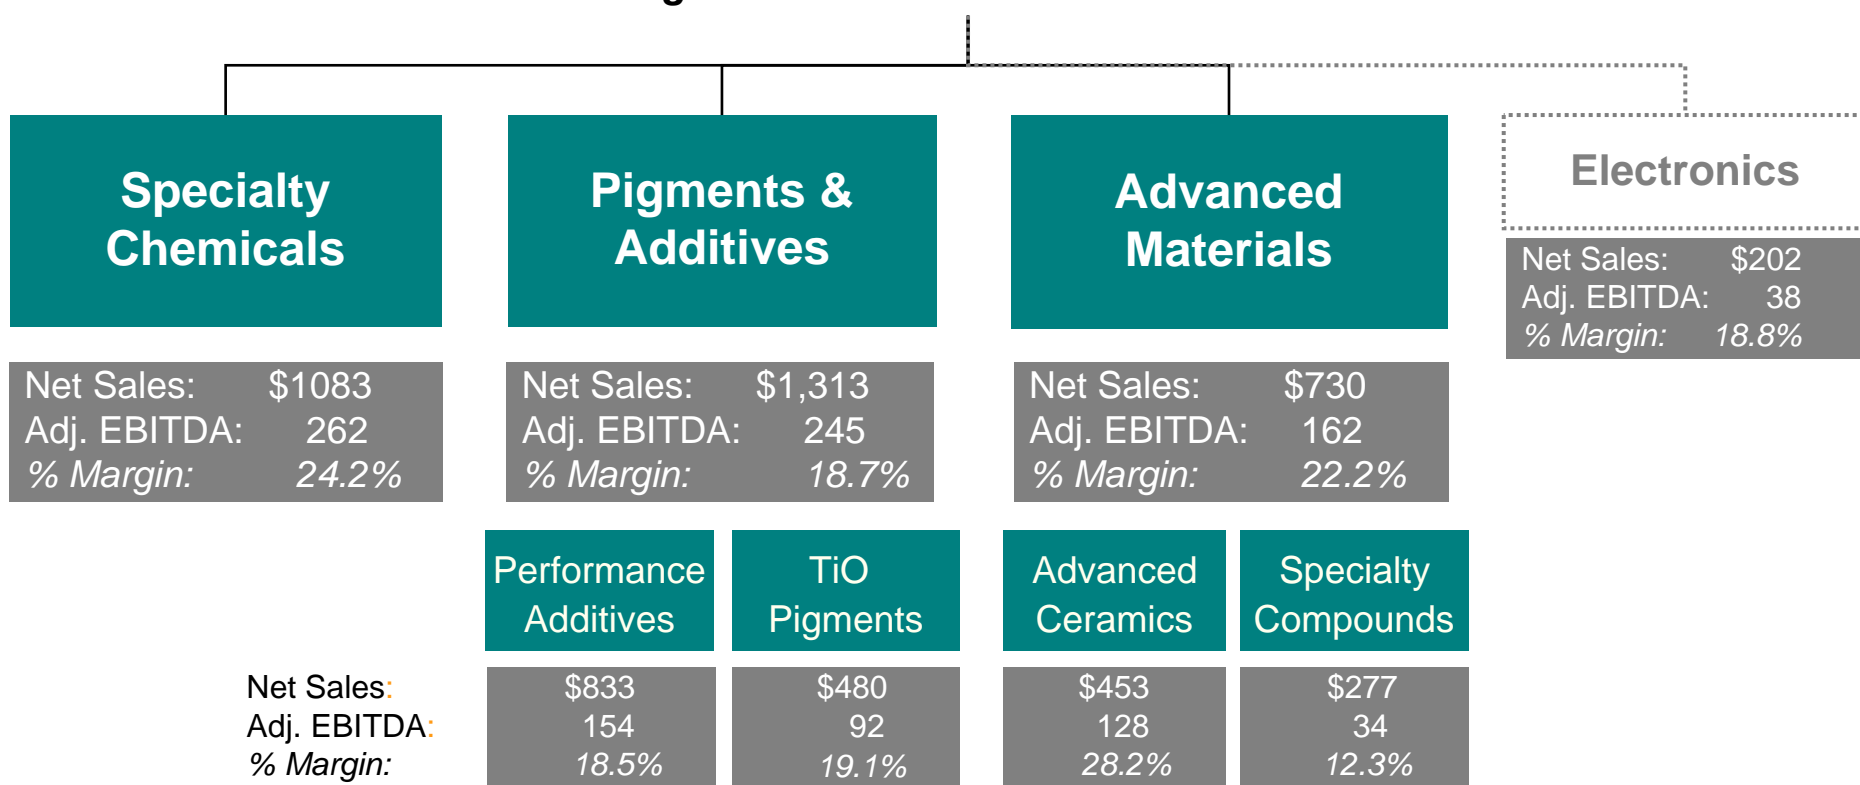 g
Specialty
Chemicals
Pigments &
Additives
Advanced
Materials
Electronics
Net Sales: $202
Adj. EBITDA: 38
% Margin: 18.8%
Net Sales: $1083
Adj. EBITDA: 262
% Margin: 24.2%
Net Sales: $1,313
Adj. EBITDA: 245
% Margin: 18.7%
Net Sales: $730
Adj. EBITDA: 162
% Margin: 22.2%
Performance
Additives
TiO
Pigments
Advanced
Ceramics
Specialty
Compounds
Net Sales: $833 $480 $453 $277
Adj. EBITDA: 154 92 128 34
% Margin: 18.5% 19.1% 28.2% 12.3%